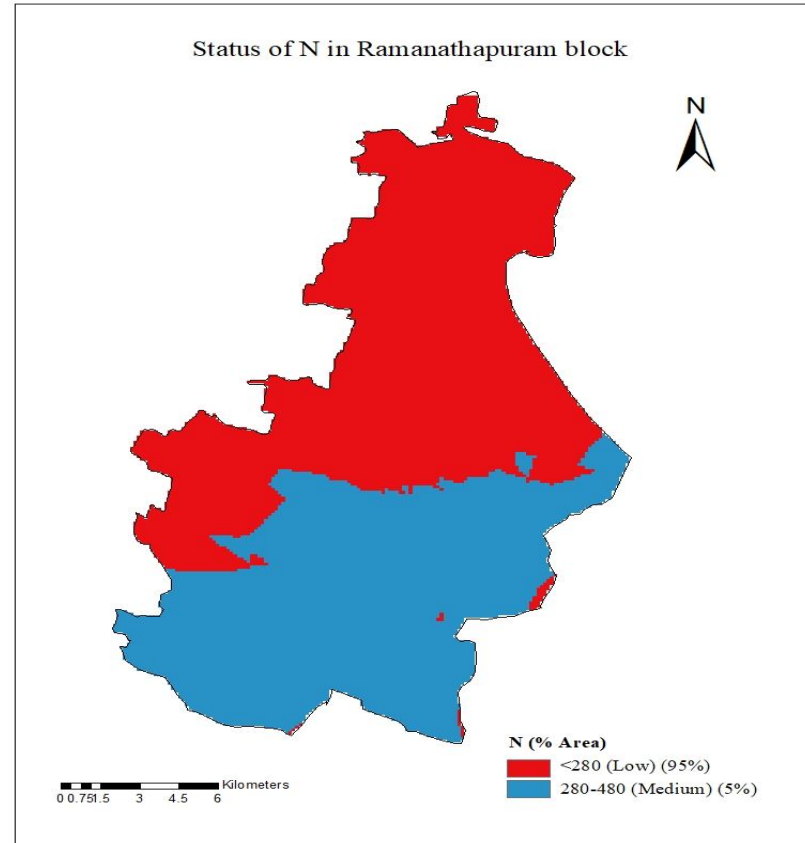 Status of N in Ramanathapuram block
N
N (% Area)
<280 (Low) (95%)
280-480 (Medium) (5%)
Kilometers
0 0.751.5 3 4.5 6